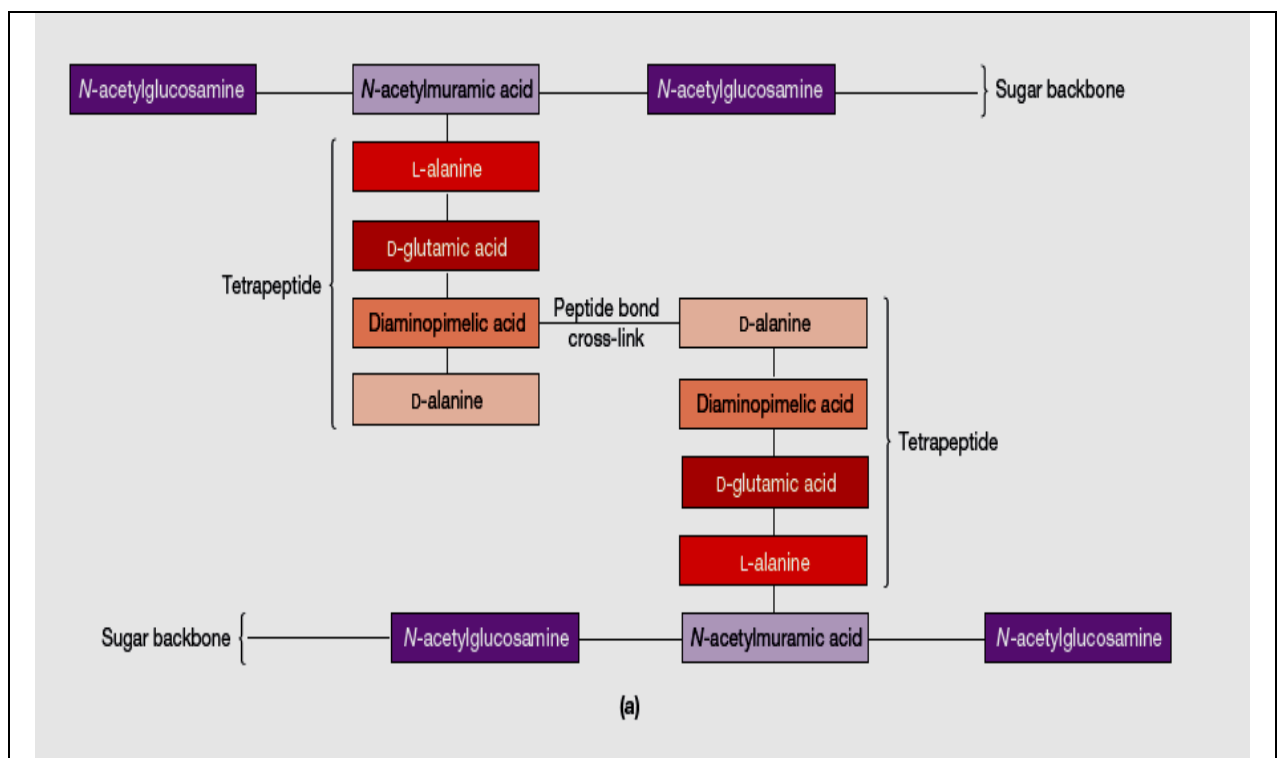 N-acetylglucosamine
N-acetylmuramic acid
N-acetylglucosamine
Sugar backbone
L-alanine
D-glutamic acid
Tetrapeptide
Diaminopimelic acid
Peptide bond
cross-link
D-alanine
D-alanine
Diaminopimelic acid
Tetrapeptide
D-glutamic acid
L-alanine
Sugar backbone
N-acetylglucosamine
N-acetylmuramic acid
N-acetylglucosamine
(a)